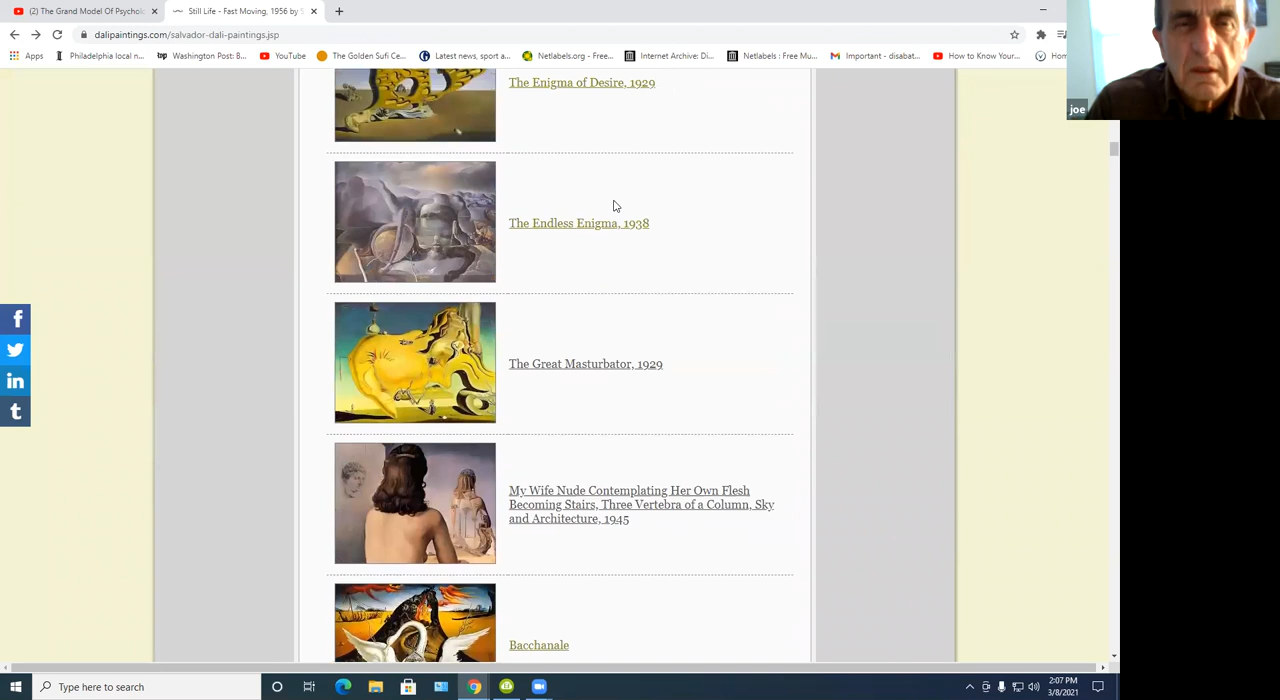 (2) The Grand Model Of Psycholo
Still Life - Fast Moving, 1956 by S
dalipaintings.com/salvador-dali-paintings.jsp
Apps
Philadelphia local n...
Washington Post: B...
YouTube
The Golden Sufi Ce...
Latest news, sport a...
Netlabels.org - Free...
Internet Archive: Di...
Netlabels : Free Mu...
Important - disabat...
How to Know Your...
Hom
joe
The Enigma of Desire, 1929
The Endless Enigma, 1938
The Great Masturbator, 1929
My Wife Nude Contemplating Her Own Flesh
Becoming Stairs, Three Vertebra of a Column, Sky
and Architecture, 1945
Bacchanale
Type here to search
2:07 PM
3/8/2021